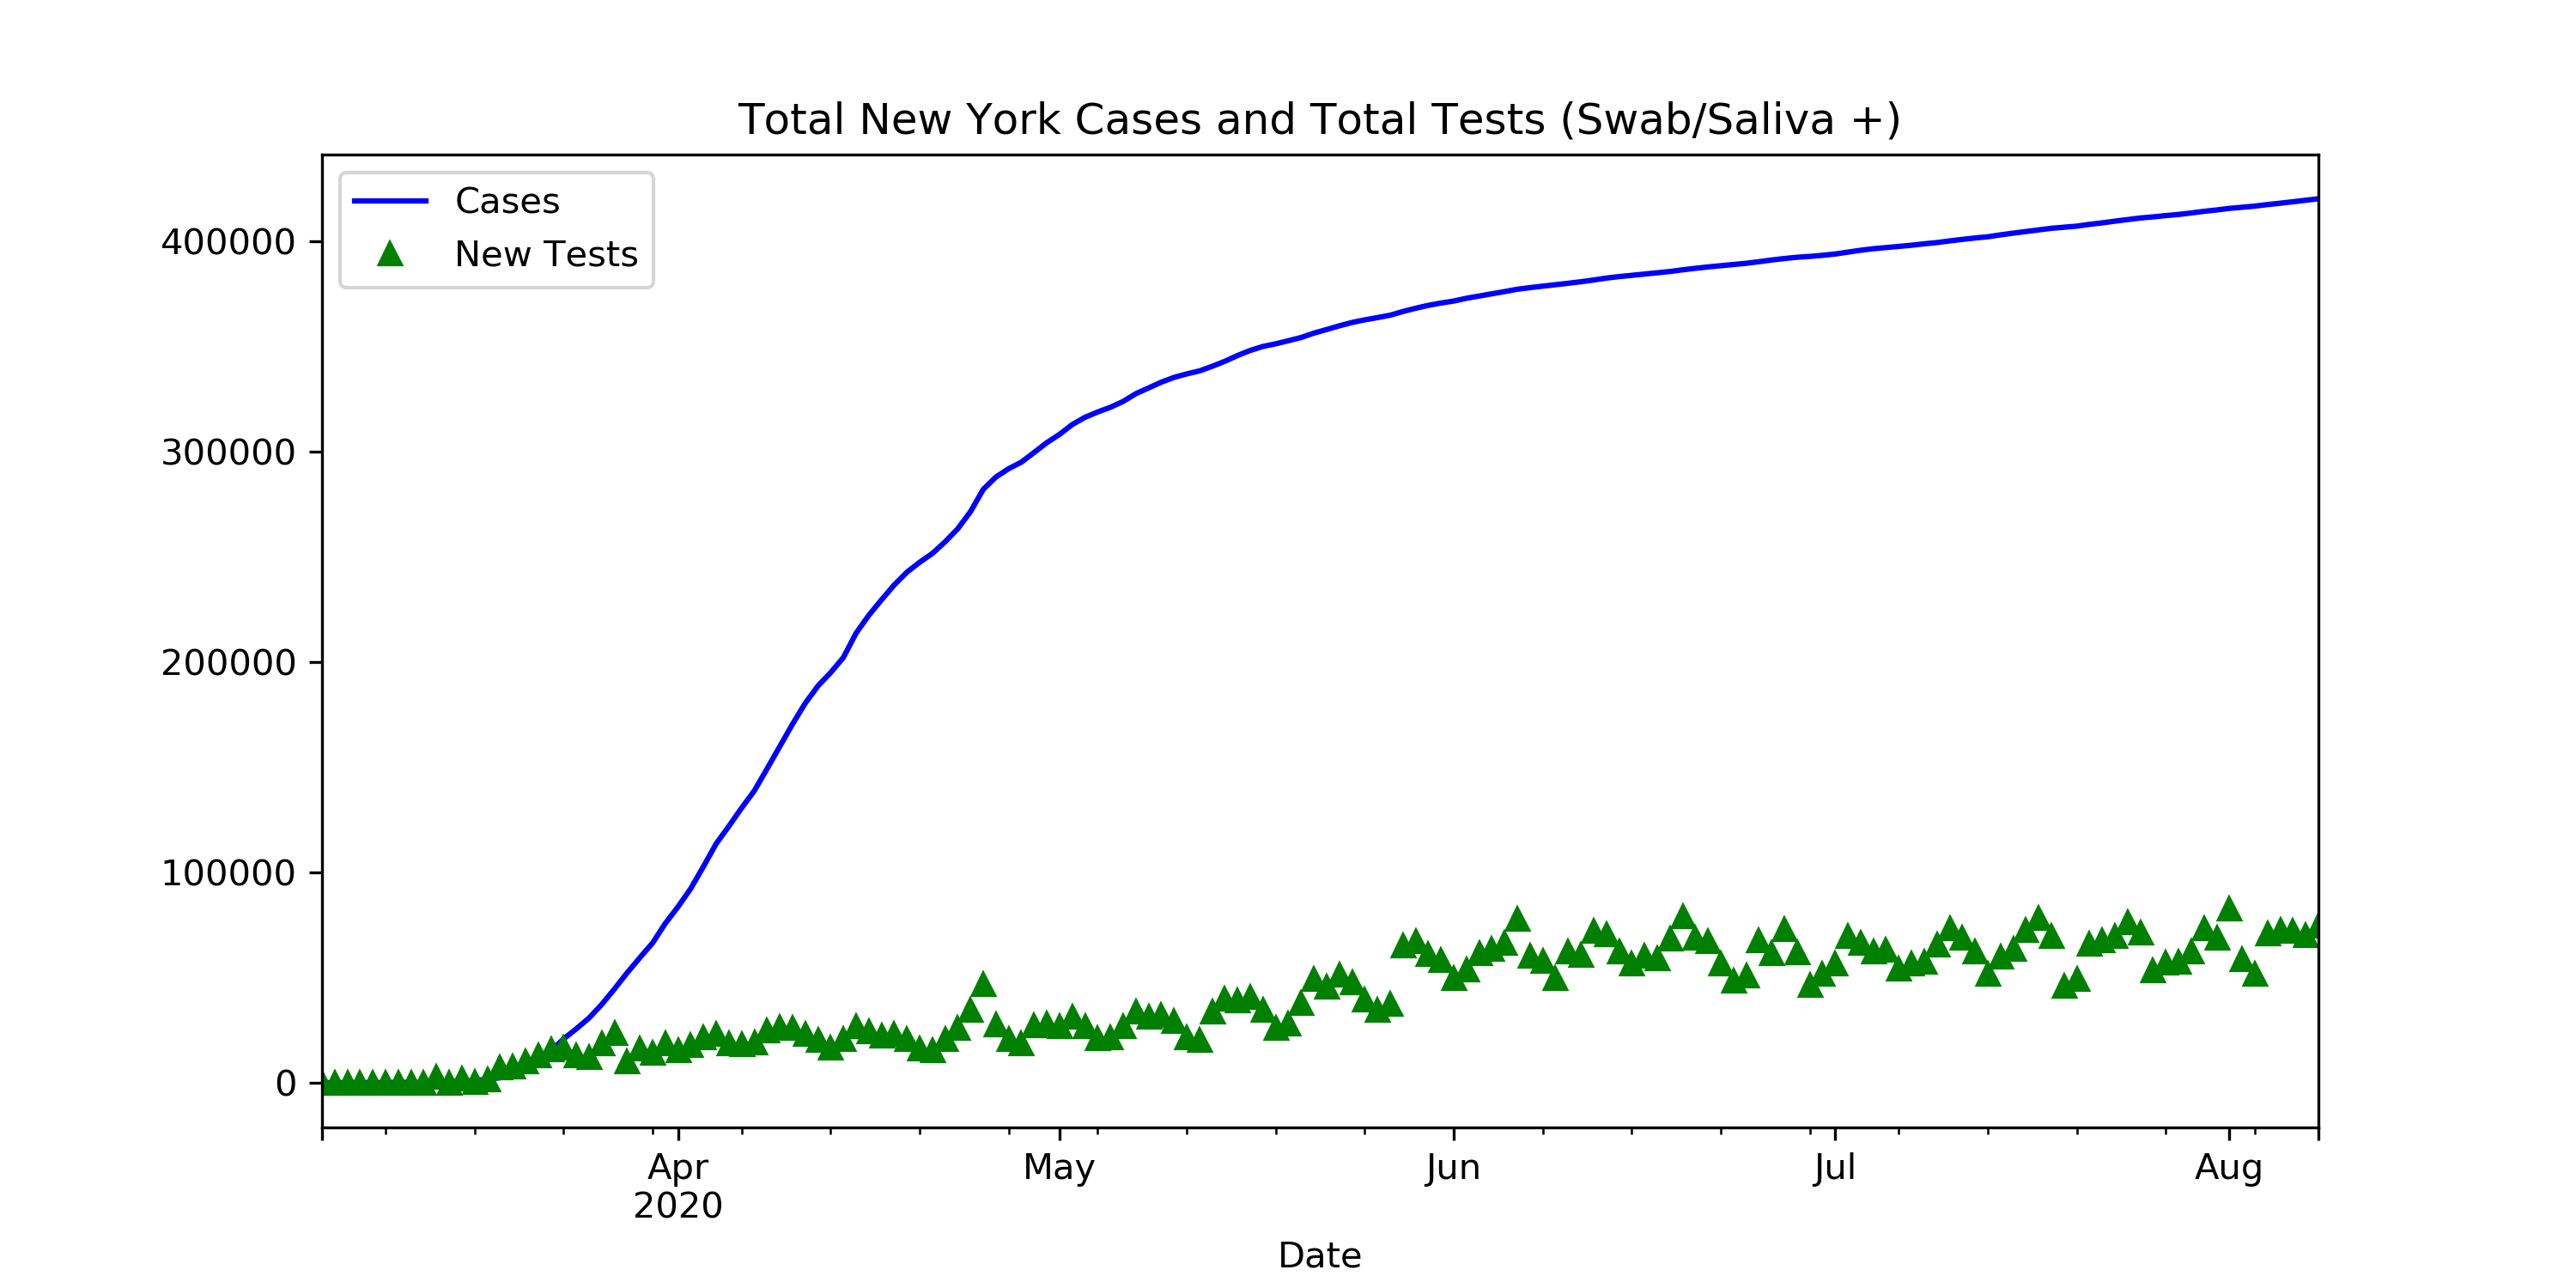 Total New York Cases and Total Tests (Swab/Saliva +)
Cases
New Tests
400000
300000
200000
100000
0
Apr
2020
May
Jun
Jul
Aug
Date